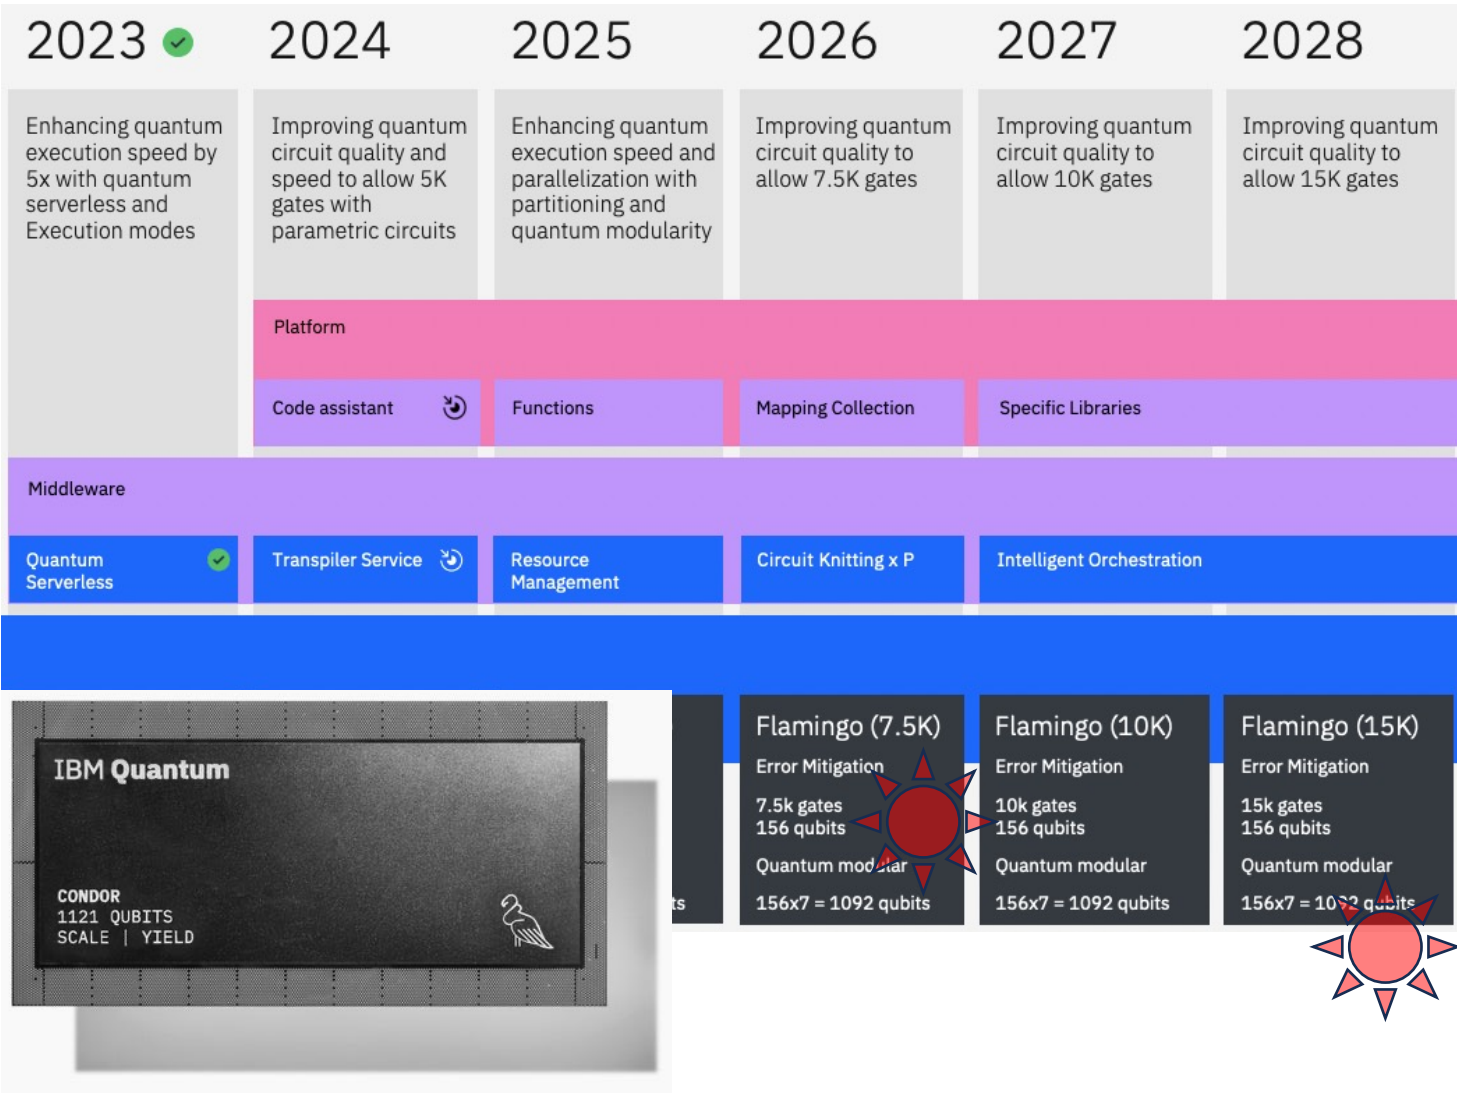 2023
2024
2025
2026
2027
2028
Enhancing quantum
execution speed by
5x with quantum
serverless and
Execution modes
Improving quantum
circuit quality and
speed to allow 5K
gates with
parametric circuits
Enhancing quantum
execution speed and
parallelization with
partitioning and
quantum modularity
Improving quantum
circuit quality to
allow 7.5K gates
Improving quantum
circuit quality to
allow 10K gates
Improving quantum
circuit quality to
allow 15K gates
Platform
Code assistant
Functions
Mapping Collection
Specific Libraries
Middleware
Quantum
Serverless
Transpiler Service
Resource
Management
Circuit Knitting x P
Intelligent Orchestration
IBM Quantum
CONDOR
1121 QUBITS
SCALE | YIELD
ts
Flamingo (7.5K)
Error Mitigation
7.5k gates
156 qubits
Quantum modular
156x7 = 1092 qubits
Flamingo (10K)
Error Mitigation
10k gates
156 qubits
Quantum modular
156x7 = 1092 qubits
Flamingo (15K)
Error Mitigation
15k gates
156 qubits
Quantum modular
156x7 = 1092 qubits